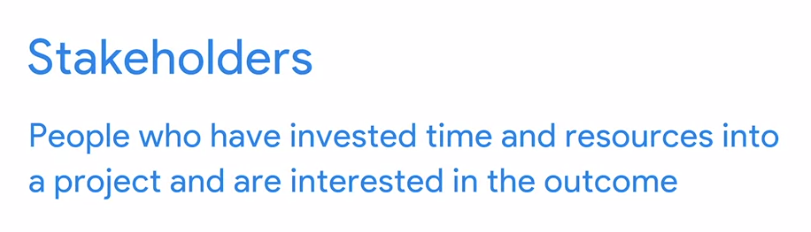 Stakeholders
People who have invested time and resources into
a project and are interested in the outcome